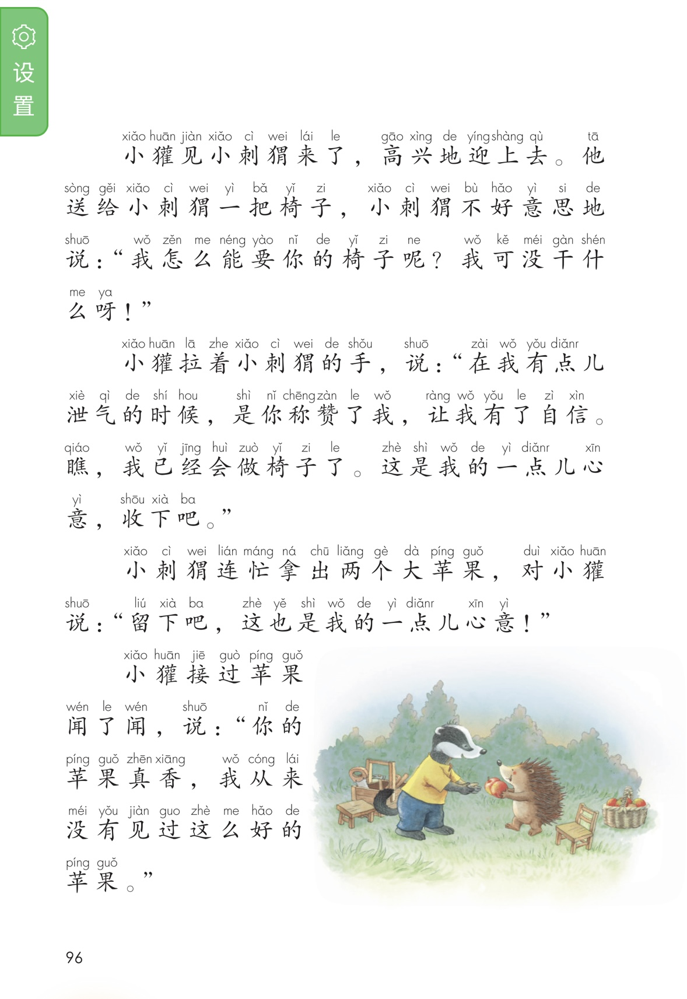 设
置
xiǎo huān jiàn xiǎo cì wei lái le gāo xìng de yíng shàng qù tā
小獾见小刺猬来了，高兴地迎上去。他
sòng gěi xiǎo cì wei yì bǎ yǐ zi xiǎo cì wei bù hǎo yì si de
送给小刺猬一把椅子，小刺猬不好意思地
shuō wǒ zěn me néng yào nǐ de yǐ zi ne wǒ kě méi gàn shén
说：“我怎么能要你的椅子呢？我可没干什
me ya
么呀！”
xiǎo huān lā zhe xiǎo cì wei de shǒu shuō zài wǒ yǒu diǎnr
小獾拉着小刺猬的手，说：“在我有点儿
xiè qì de shí hou shì nǐ chēng zàn le wǒ ràng wǒ yǒu le zì xìn
泄气的时候，是你称赞了我，让我有了自信。
qiáo wǒ yǐ jīng huì zuò yǐ zi le zhè shì wǒ de yì diǎnr xīn
瞧，我已经会做椅子了。这是我的一点儿心
yì shōu xià ba
意，收下吧。”
xiǎo cì wei lián máng ná chū liǎng gè dà píng guǒ duì xiǎo huān
小刺猬连忙拿出两个大苹果，对小獾
shuō liú xià ba zhè yě shì wǒ de yì diǎnr xīn yì
说：“留下吧，这也是我的一点儿心意！”
xiǎo huān jiē guò píng guǒ
小獾接过苹果
wén le wén shuō nǐ de
闻了闻，说：“你的
píng guǒ zhēn xiāng wǒ cóng lái
苹果真香，我从来
méi yǒu jiàn guo zhè me hǎo de
没有见过这么好的
píng guǒ
苹果。”
96